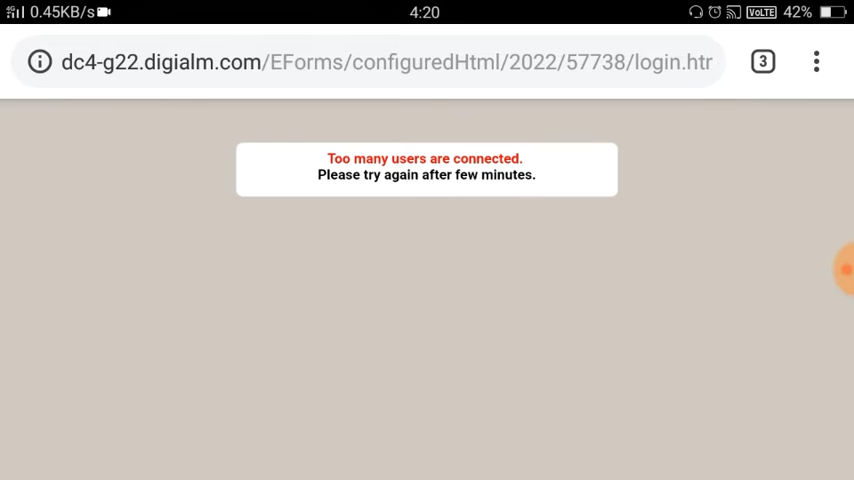 4G 0.45KB/s 4:20 VoLTE 42%
dc4-g22.digialm.com/EForms/configuredHtml/2022/57738/login.htr 3
Too many users are connected.
Please try again after few minutes.